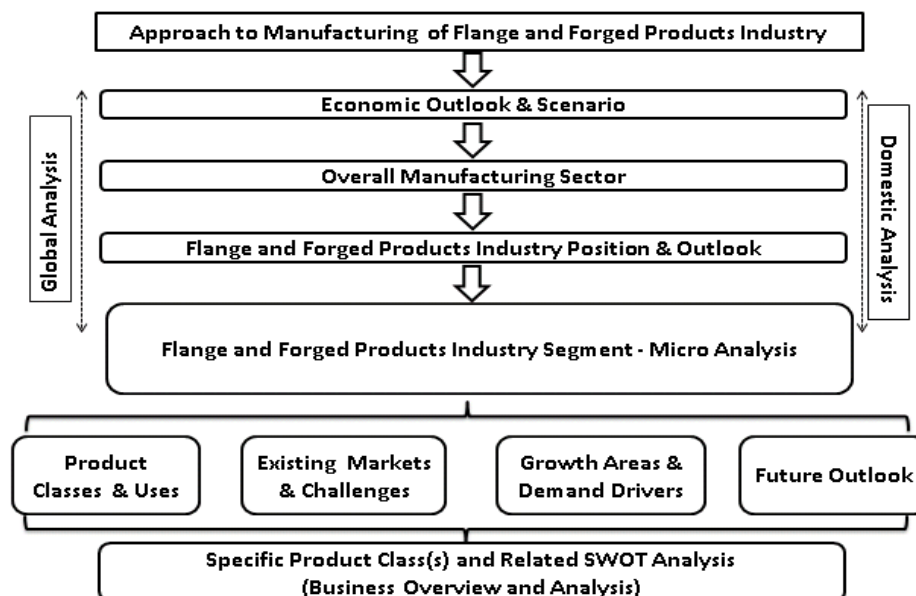 Approach to Manufacturing of Flange and Forged Products Industry
Economic Outlook & Scenario
Global Analysis
Domestic Analysis
Overall Manufacturing Sector
Flange and Forged Products Industry Position & Outlook
Flange and Forged Products Industry Segment - Micro Analysis
Product
Classes & Uses
Existing Markets
& Challenges
Growth Areas &
Demand Drivers
Future Outlook
Specific Product Class(s) and Related SWOT Analysis
(Business Overview and Analysis)